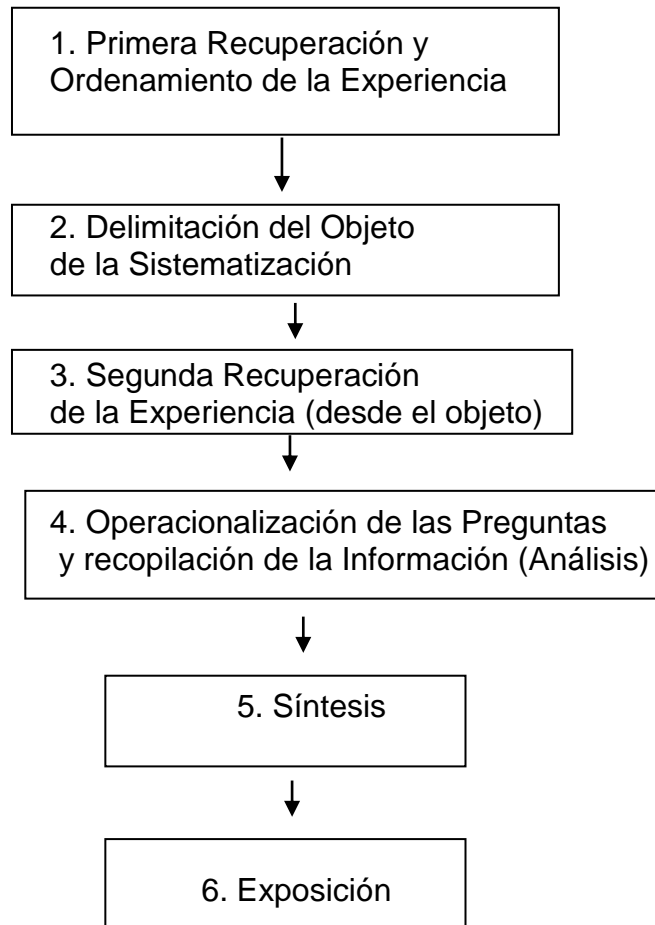 1. Primera Recuperación y
Ordenamiento de la Experiencia
2. Delimitación del Objeto
de la Sistematización
3. Segunda Recuperación
de la Experiencia (desde el objeto)
4. Operacionalización de las Preguntas
y recopilación de la Información (Análisis)
5. Síntesis
6. Exposición